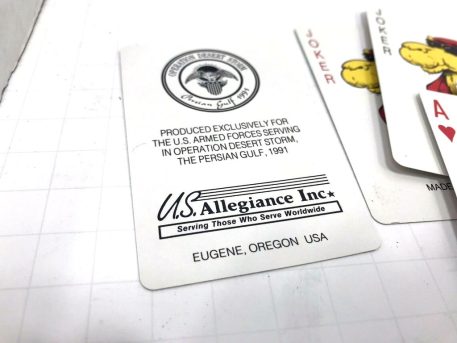 OPERATION DESERT STORM
Persian Gulf 1991
PRODUCED EXCLUSIVELY FOR
THE U.S. ARMED FORCES SERVING
IN OPERATION DESERT STORM,
THE PERSIAN GULF, 1991
U.S. Allegiance Inc★
Serving Those Who Serve Worldwide
EUGENE, OREGON USA
JOKER
JOKER
A
MADE